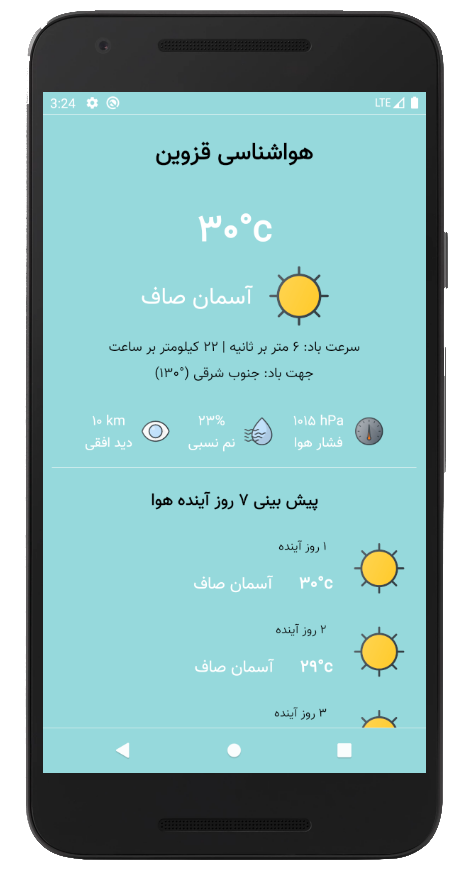 3:24 LTE
هواشناسی قزوین
۳۰°c
آسمان صاف
سرعت باد: ۶ متر بر ثانیه | ۲۲ کیلومتر بر ساعت
جهت باد: جنوب شرقی (۱۳۰°)
۱۰۱۵ hPa
فشار هوا
۲۳%
نم نسبی
۱۰ km
دید افقی
پیش بینی ۷ روز آینده هوا
۱ روز آینده
۳۰°c آسمان صاف
۲ روز آینده
۲۹°c آسمان صاف
۳ روز آینده